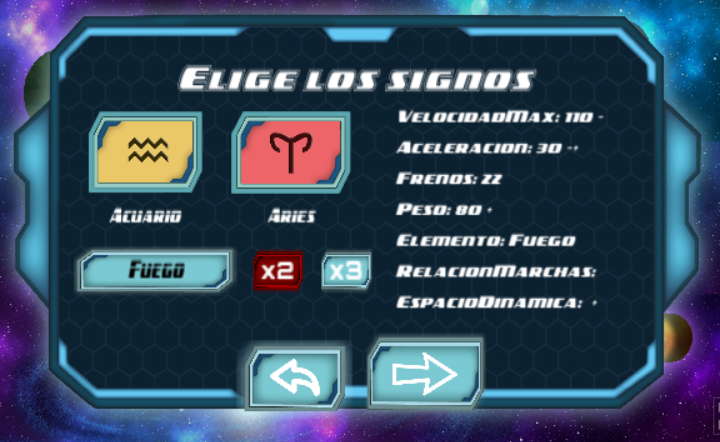 Elige los signos
Acuario
Aries
Fuego
x2
x3
VelocidadMax: 110 -
Aceleracion: 30 -+
Frenos: 22
Peso: 80 +
Elemento: Fuego
RelacionMarchas:
EspacioDinamica: +